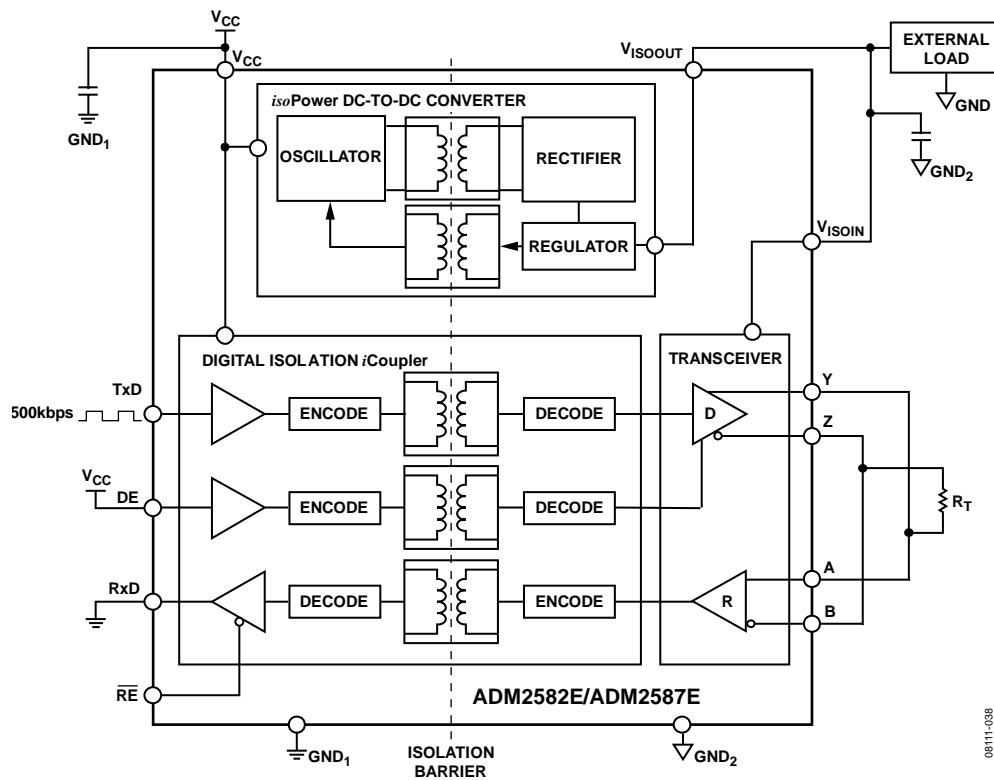 VCC
VCC
VISOOUT
EXTERNAL
LOAD
GND
GND1
GND2
isoPower DC-TO-DC CONVERTER
OSCILLATOR
RECTIFIER
REGULATOR
VISOIN
DIGITAL ISOLATION iCoupler
TRANSCEIVER
TxD
500kbps
ENCODE
DECODE
D
Y
Z
VCC
DE
ENCODE
DECODE
RT
RxD
DECODE
ENCODE
R
A
B
RE
ADM2582E/ADM2587E
GND1
ISOLATION
BARRIER
GND2
08111-038